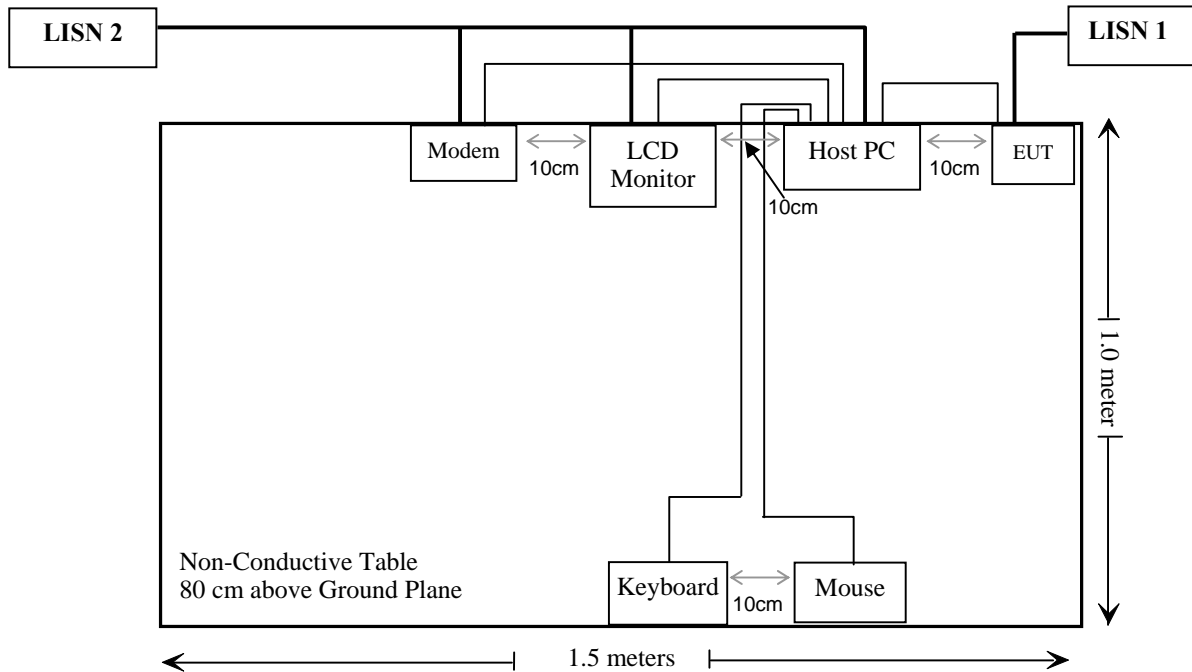 LISN 2
LISN 1
Modem
10cm
LCD
Monitor
10cm
Host PC
10cm
EUT
1.0 meter
Non-Conductive Table
80 cm above Ground Plane
Keyboard
10cm
Mouse
1.5 meters